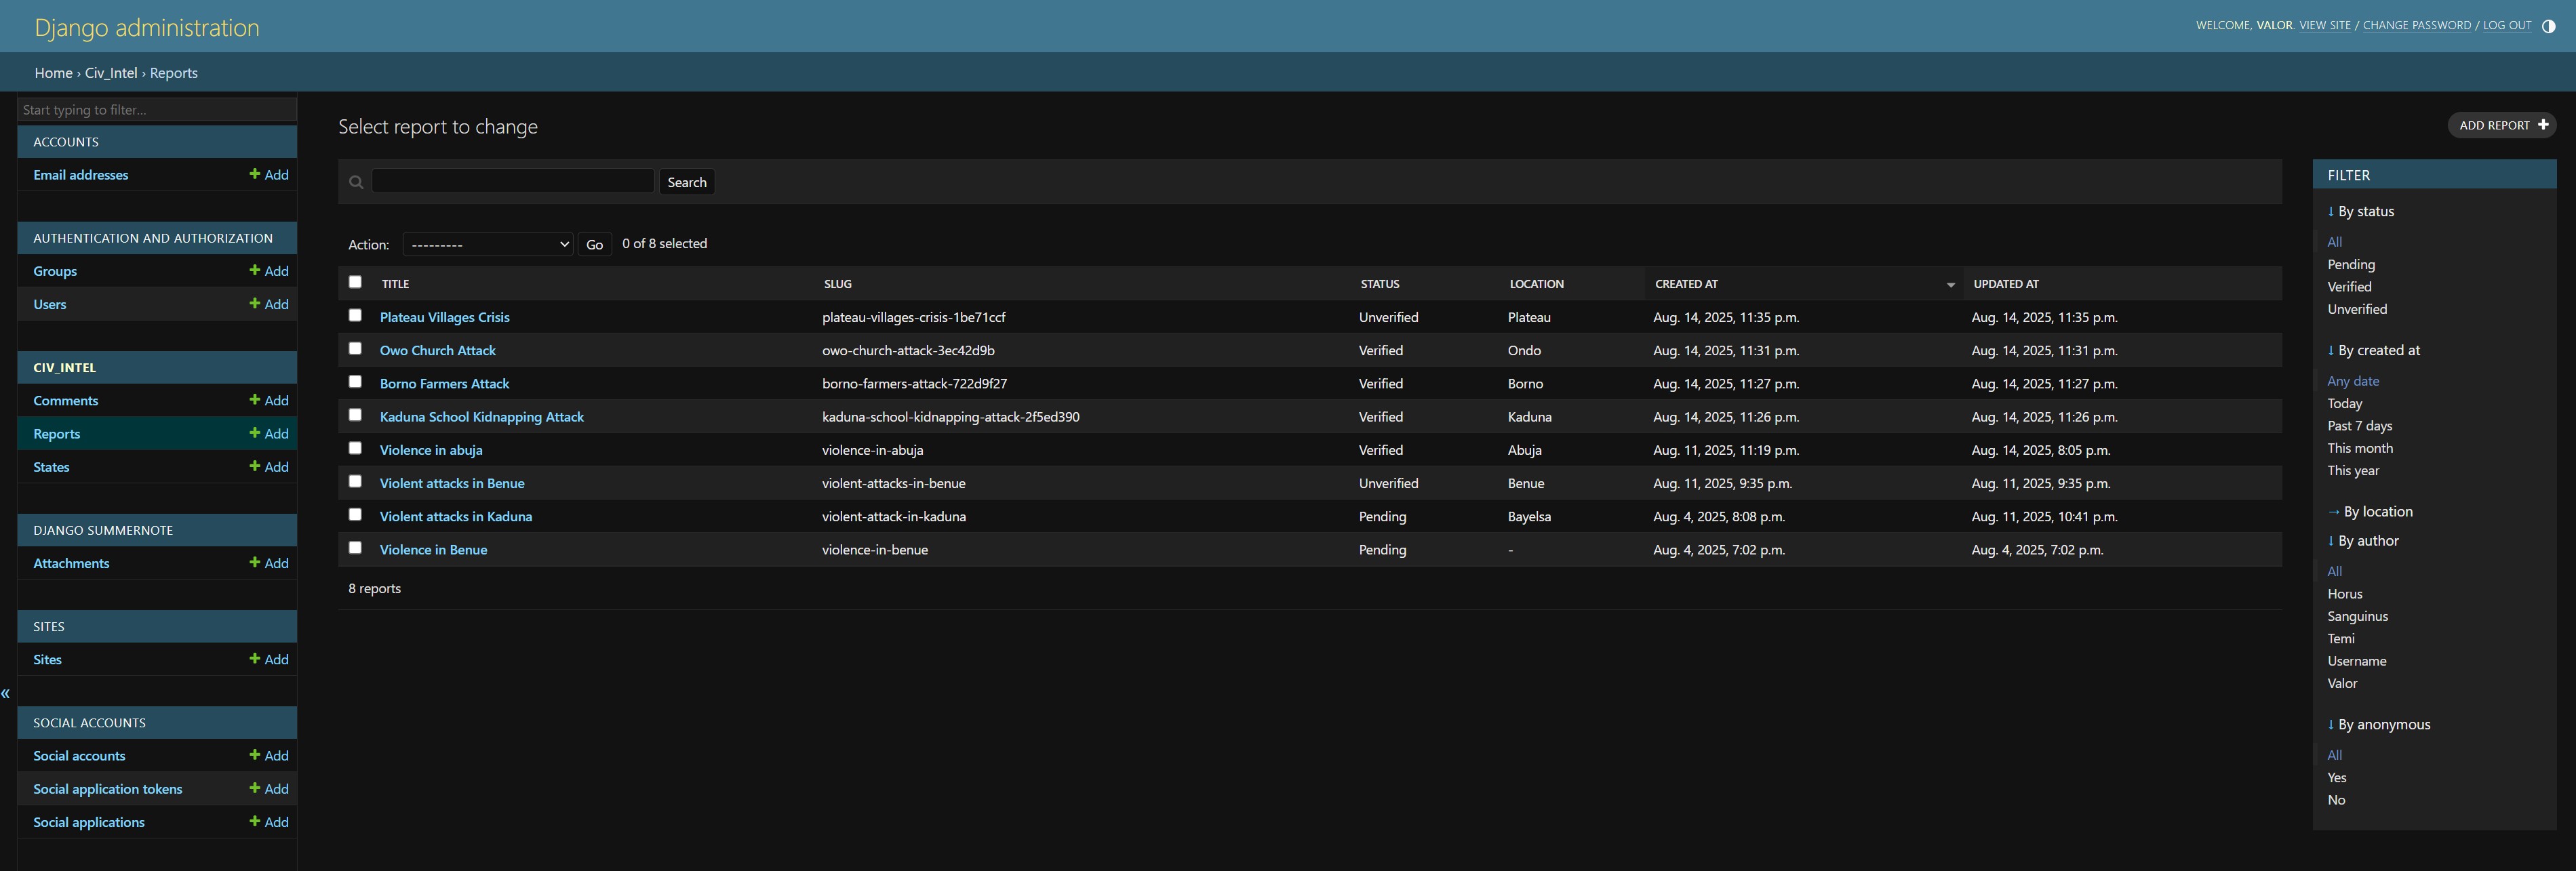 Django administration
WELCOME, VALOR. VIEW SITE / CHANGE PASSWORD / LOG OUT
Home › Civ_Intel › Reports
Start typing to filter...
ACCOUNTS
Email addresses Add
AUTHENTICATION AND AUTHORIZATION
Groups Add
Users Add
CIV_INTEL
Comments Add
Reports Add
States Add
DJANGO SUMMERNOTE
Attachments Add
SITES
Sites Add
SOCIAL ACCOUNTS
Social accounts Add
Social application tokens Add
Social applications Add
«
Select report to change
ADD REPORT
Search
Action: --------- Go 0 of 8 selected
TITLE SLUG STATUS LOCATION CREATED AT UPDATED AT
Plateau Villages Crisis plateau-villages-crisis-1be71ccf Unverified Plateau Aug. 14, 2025, 11:35 p.m. Aug. 14, 2025, 11:35 p.m.
Owo Church Attack owo-church-attack-3ec42d9b Verified Ondo Aug. 14, 2025, 11:31 p.m. Aug. 14, 2025, 11:31 p.m.
Borno Farmers Attack borno-farmers-attack-722d9f27 Verified Borno Aug. 14, 2025, 11:27 p.m. Aug. 14, 2025, 11:27 p.m.
Kaduna School Kidnapping Attack kaduna-school-kidnapping-attack-2f5ed390 Verified Kaduna Aug. 14, 2025, 11:26 p.m. Aug. 14, 2025, 11:26 p.m.
Violence in abuja violence-in-abuja Verified Abuja Aug. 11, 2025, 11:19 p.m. Aug. 14, 2025, 8:05 p.m.
Violent attacks in Benue violent-attacks-in-benue Unverified Benue Aug. 11, 2025, 9:35 p.m. Aug. 11, 2025, 9:35 p.m.
Violent attacks in Kaduna violent-attack-in-kaduna Pending Bayelsa Aug. 4, 2025, 8:08 p.m. Aug. 11, 2025, 10:41 p.m.
Violence in Benue violence-in-benue Pending - Aug. 4, 2025, 7:02 p.m. Aug. 4, 2025, 7:02 p.m.
8 reports
FILTER
↓ By status
All
Pending
Verified
Unverified
↓ By created at
Any date
Today
Past 7 days
This month
This year
→ By location
↓ By author
All
Horus
Sanguinus
Temi
Username
Valor
↓ By anonymous
All
Yes
No